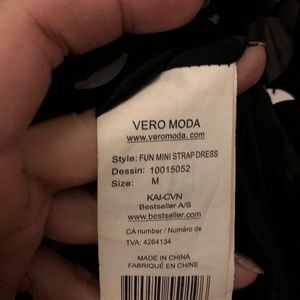 VERO MODA
www.veromoda.com
Style: FUN MINI STRAP DRESS
Dessin: 10015052
Size: M
KAI-CVN
Bestseller A/S
www.bestseller.com
CA number / Numéro de
TVA: 4264134
MADE IN CHINA
FABRIQUÉ EN CHINE